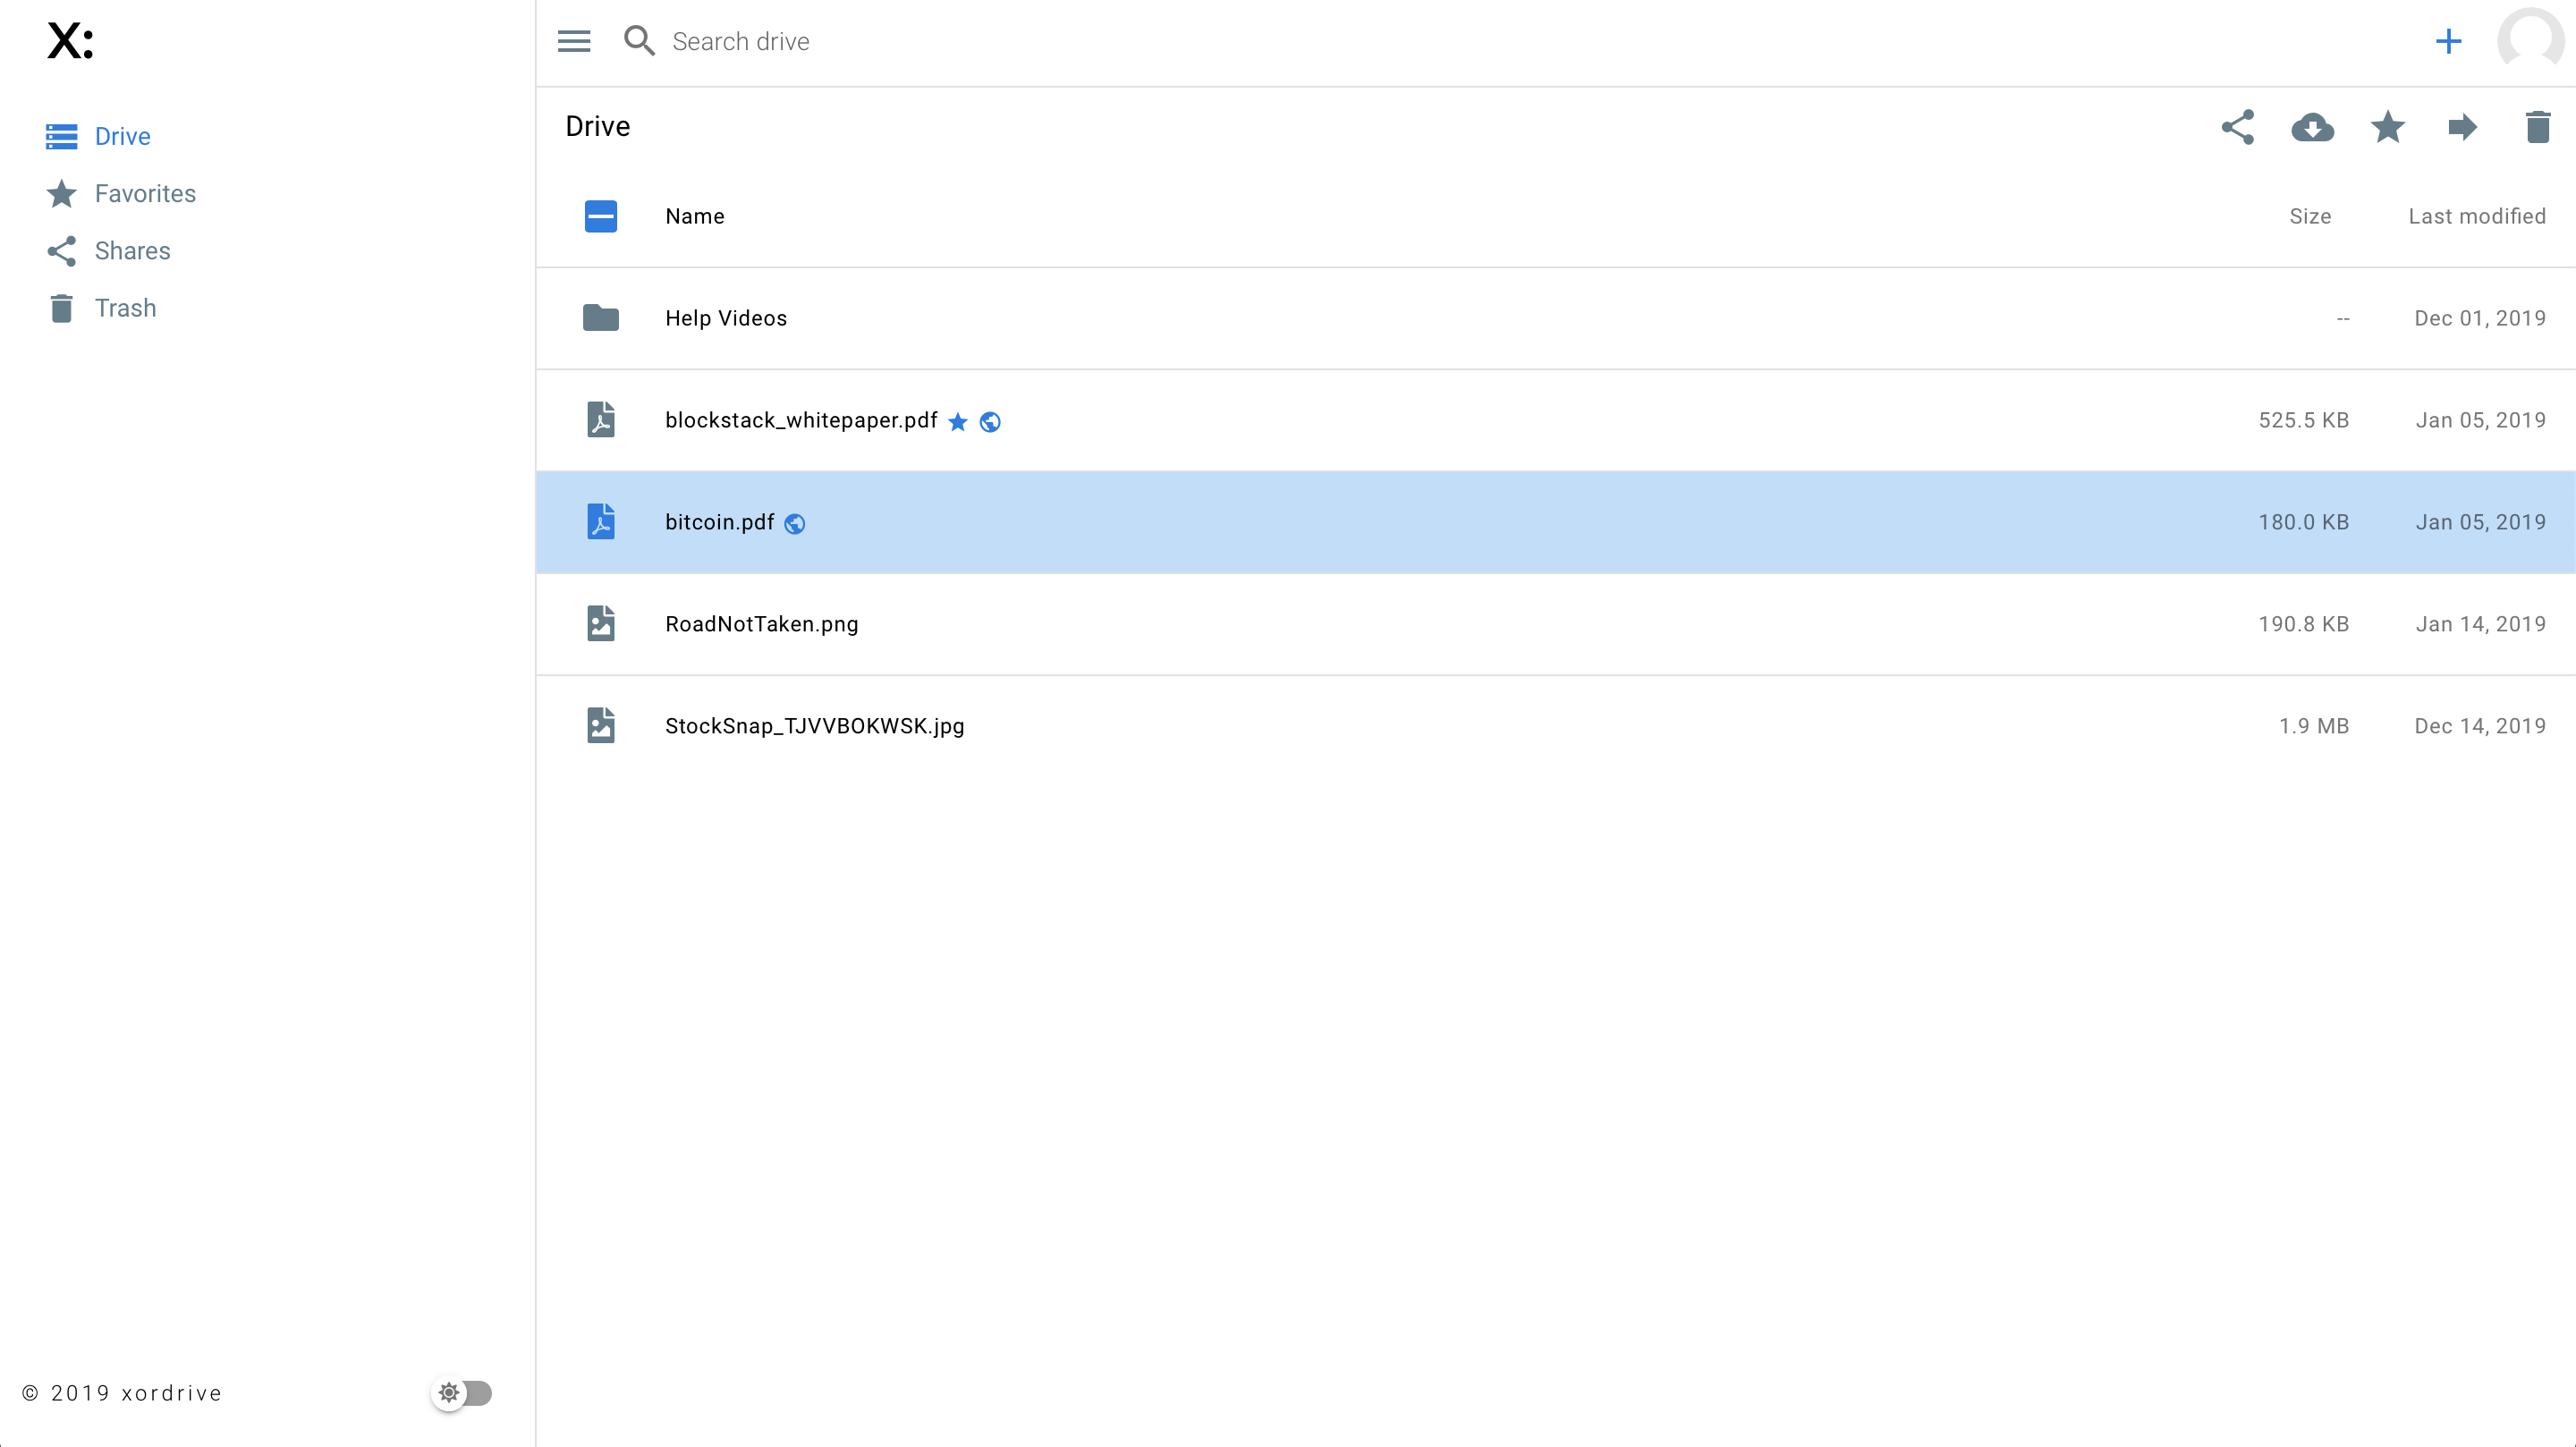 X:
Search drive
Drive
Favorites
Shares
Trash
Drive
Name Size Last modified
Help Videos -- Dec 01, 2019
blockstack_whitepaper.pdf 525.5 KB Jan 05, 2019
bitcoin.pdf 180.0 KB Jan 05, 2019
RoadNotTaken.png 190.8 KB Jan 14, 2019
StockSnap_TJVVBOKWSK.jpg 1.9 MB Dec 14, 2019
© 2019 xordrive